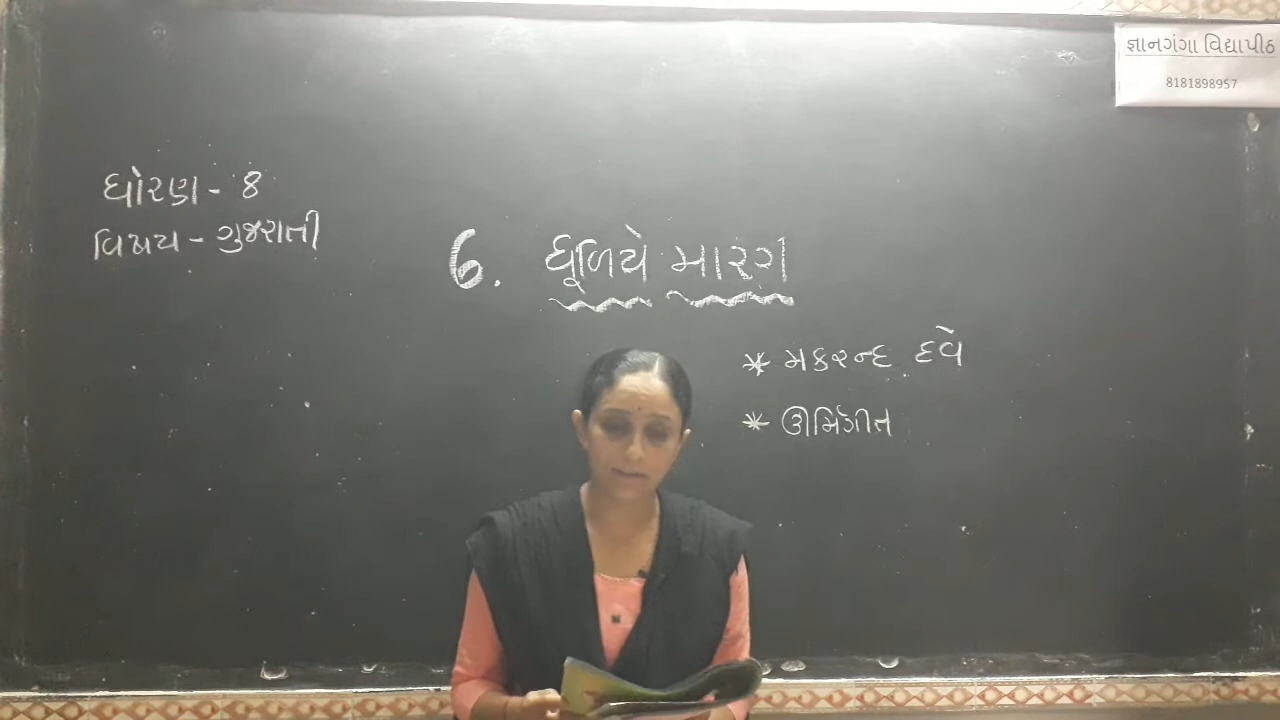 જ્ઞાનગંગા વિદ્યાપીઠ
8181898957
ધોરણ - 8
વિષય - ગુજરાતી
6. ધૂળિયે મારગ
* મકરન્દ દવે
* ઊર્મિગીત